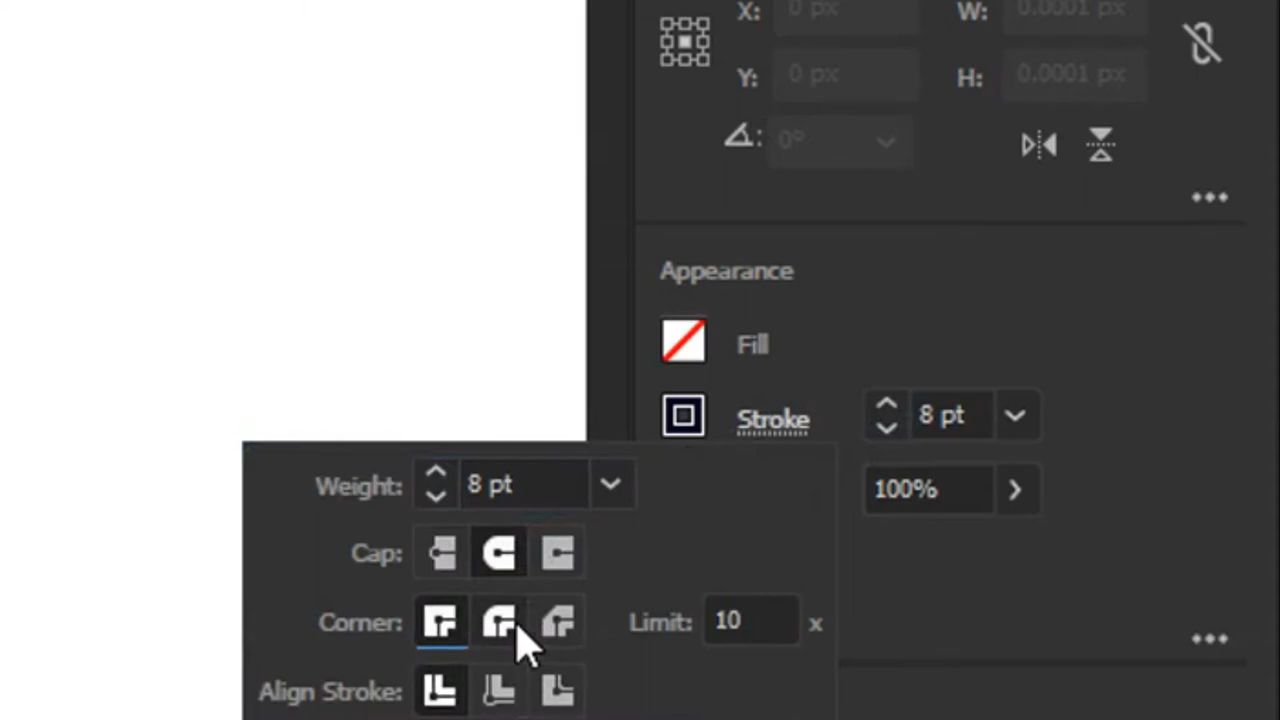 X: 0 px W: 0.0001 px
Y: 0 px H: 0.0001 px
: 0°
Appearance
Fill
Stroke 8 pt
Weight: 8 pt 100%
Cap:
Corner: Limit: 10 x
Align Stroke: